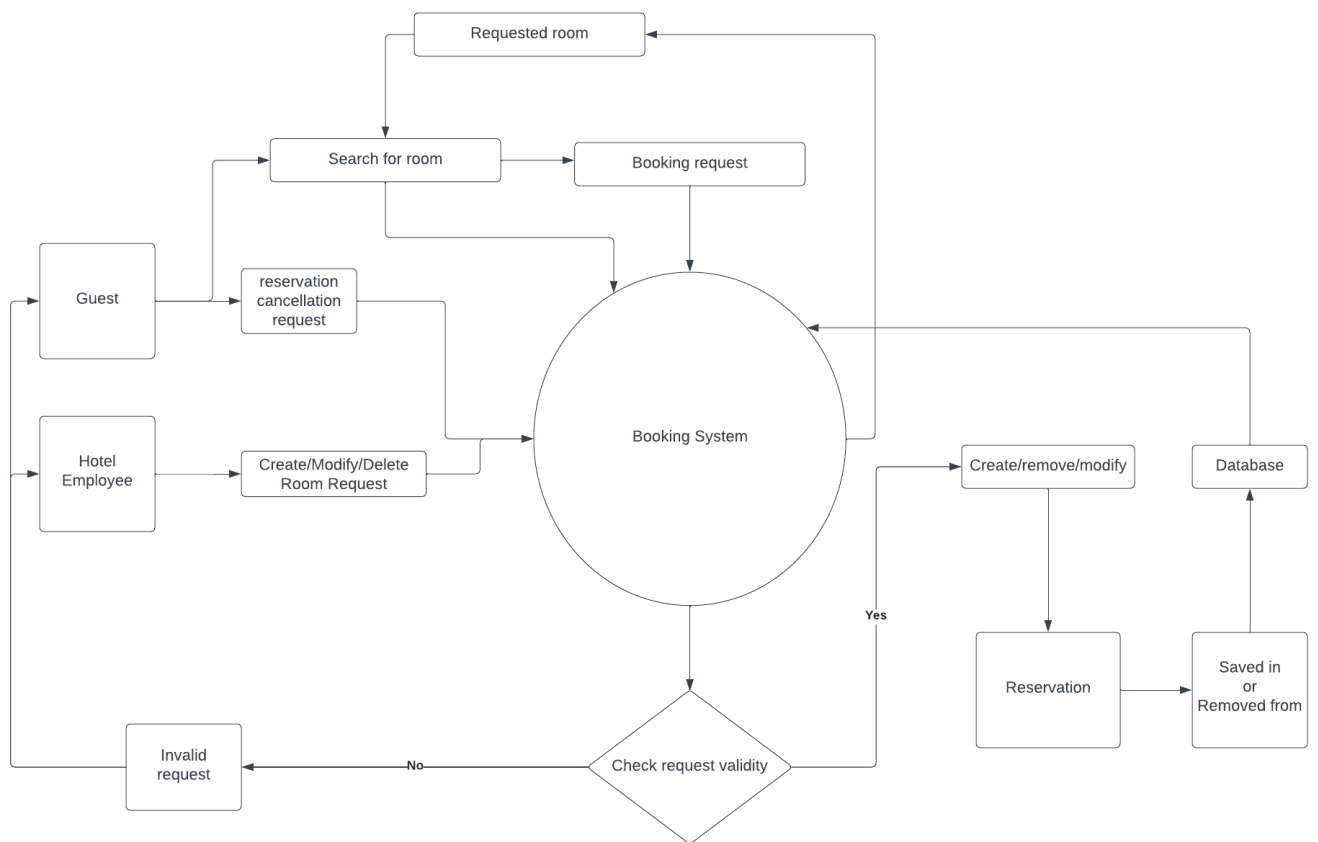 Requested room
Search for room
Booking request
Guest
reservation
cancellation
request
Booking System
Hotel
Employee
Create/Modify/Delete
Room Request
Create/remove/modify
Database
Yes
Reservation
Saved in
or
Removed from
Invalid
request
No
Check request validity